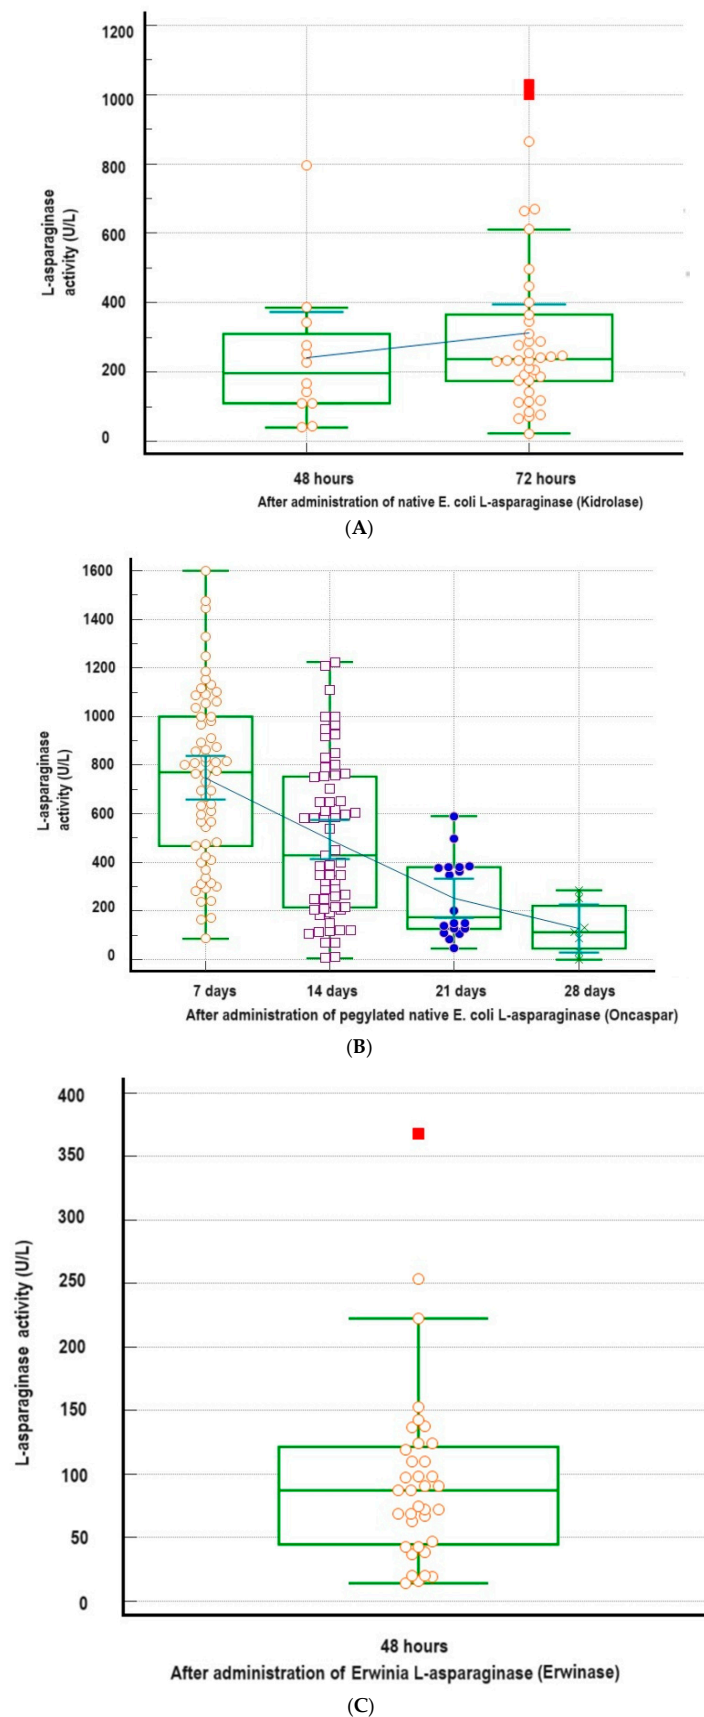 1200
1000
800
600
400
200
0
L-asparaginase
activity (U/L)
48 hours
72 hours
After administration of native E. coli L-asparaginase (Kidrolase)
(A)
1600
1400
1200
1000
800
600
400
200
0
L-asparaginase
activity (U/L)
7 days
14 days
21 days
28 days
After administration of pegylated native E. coli L-asparaginase (Oncaspar)
(B)
400
350
300
250
200
150
100
50
0
L-asparaginase activity (U/L)
48 hours
After administration of Erwinia L-asparaginase (Erwinase)
(C)